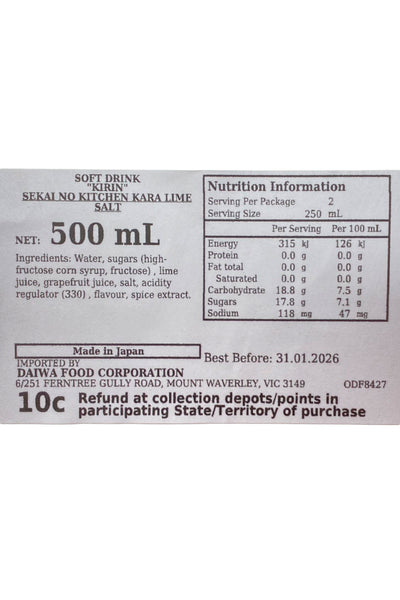 SOFT DRINK
"KIRIN"
SEKAI NO KITCHEN KARA LIME
SALT
NET: 500 mL
Ingredients: Water, sugars (high-
fructose corn syrup, fructose) , lime
juice, grapefruit juice, salt, acidity
regulator (330) , flavour, spice extract.
Nutrition Information
Serving Per Package 2
Serving Size 250 mL
Per Serving Per 100 mL
Energy 315 kj 126 kj
Protein 0.0 g 0.0 g
Fat total 0.0 g 0.0 g
Saturated 0.0 g 0.0 g
Carbohydrate 18.8 g 7.5 g
Sugars 17.8 g 7.1 g
Sodium 118 mg 47 mg
Made in Japan
Best Before: 31.01.2026
IMPORTED BY
DAIWA FOOD CORPORATION
6/251 FERNTREE GULLY ROAD, MOUNT WAVERLEY, VIC 3149 ODF8427
10c Refund at collection depots/points in
participating State/Territory of purchase